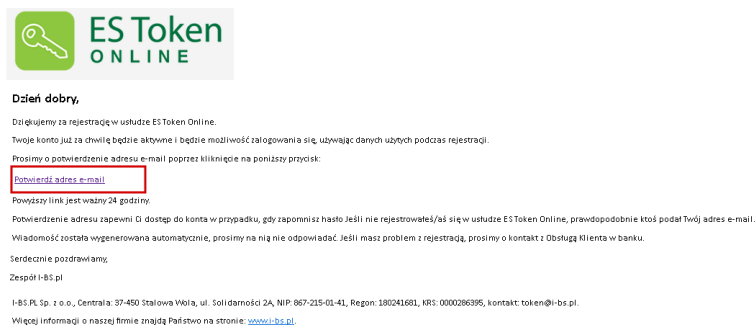 ES Token
ONLINE
Dzień dobry,
Dziękujemy za rejestrację w usłudze ES Token Online.
Twoje konto już za chwilę będzie aktywne i będzie możliwość zalogowania się, używając danych użytych podczas rejestracji.
Prosimy o potwierdzenie adresu e-mail poprzez kliknięcie na poniższy przycisk:
Potwierdź adres e-mail
Powyższy link jest ważny 24 godziny.
Potwierdzenie adresu zapewni Ci dostęp do konta w przypadku, gdy zapomnisz hasło Jeśli nie rejestrowałeś/aś się w usłudze ES Token Online, prawdopodobnie ktoś podał Twój adres e-mail.
Wiadomość została wygenerowana automatycznie, prosimy na nią nie odpowiadać. Jeśli masz problem z rejestracją, prosimy o kontakt z Obsługą Klienta w banku.
Serdecznie pozdrawiamy,
Zespół I-BS.pl
I-BS.PL Sp. z o.o., Centrala: 37-450 Stalowa Wola, ul. Solidarności 2A, NIP: 867-215-01-41, Regon: 180241681, KRS: 0000286395, kontakt: token@i-bs.pl.
Więcej informacji o naszej firmie znajdą Państwo na stronie: www.i-bs.pl.